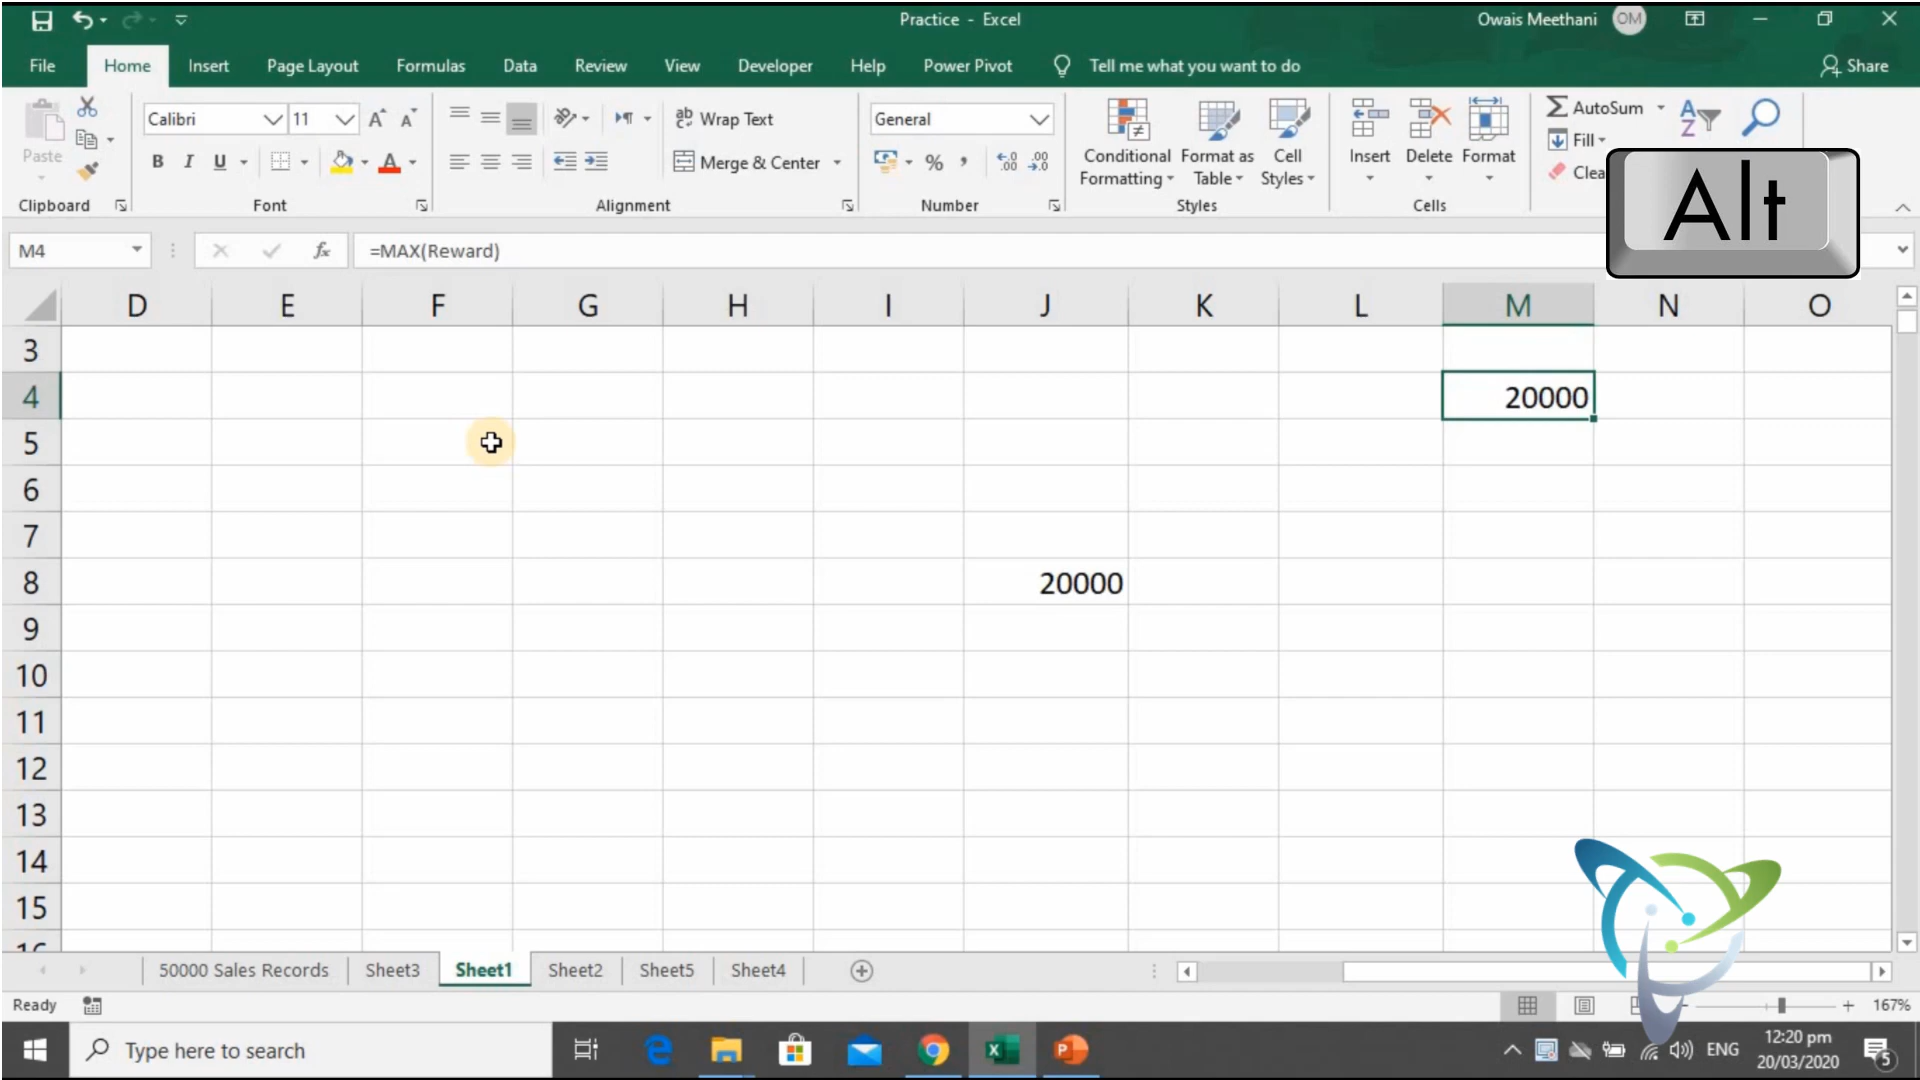 Practice - Excel
Owais Meethani OM
File Home Insert Page Layout Formulas Data Review View Developer Help Power Pivot Tell me what you want to do Share
Paste
Calibri 11
B I U A
Wrap Text
Merge & Center
General
Conditional Formatting
Format as Table
Cell Styles
Insert
Delete
Format
AutoSum
Fill
Clea
Alt
Clipboard Font Alignment Number Styles Cells
M4 fx =MAX(Reward)
D E F G H I J K L M N O
3
4 20000
5
6
7
8 20000
9
10
11
12
13
14
15
16
50000 Sales Records Sheet3 Sheet1 Sheet2 Sheet5 Sheet4
Ready 167%
Type here to search
ENG
12:20 pm
20/03/2020
5